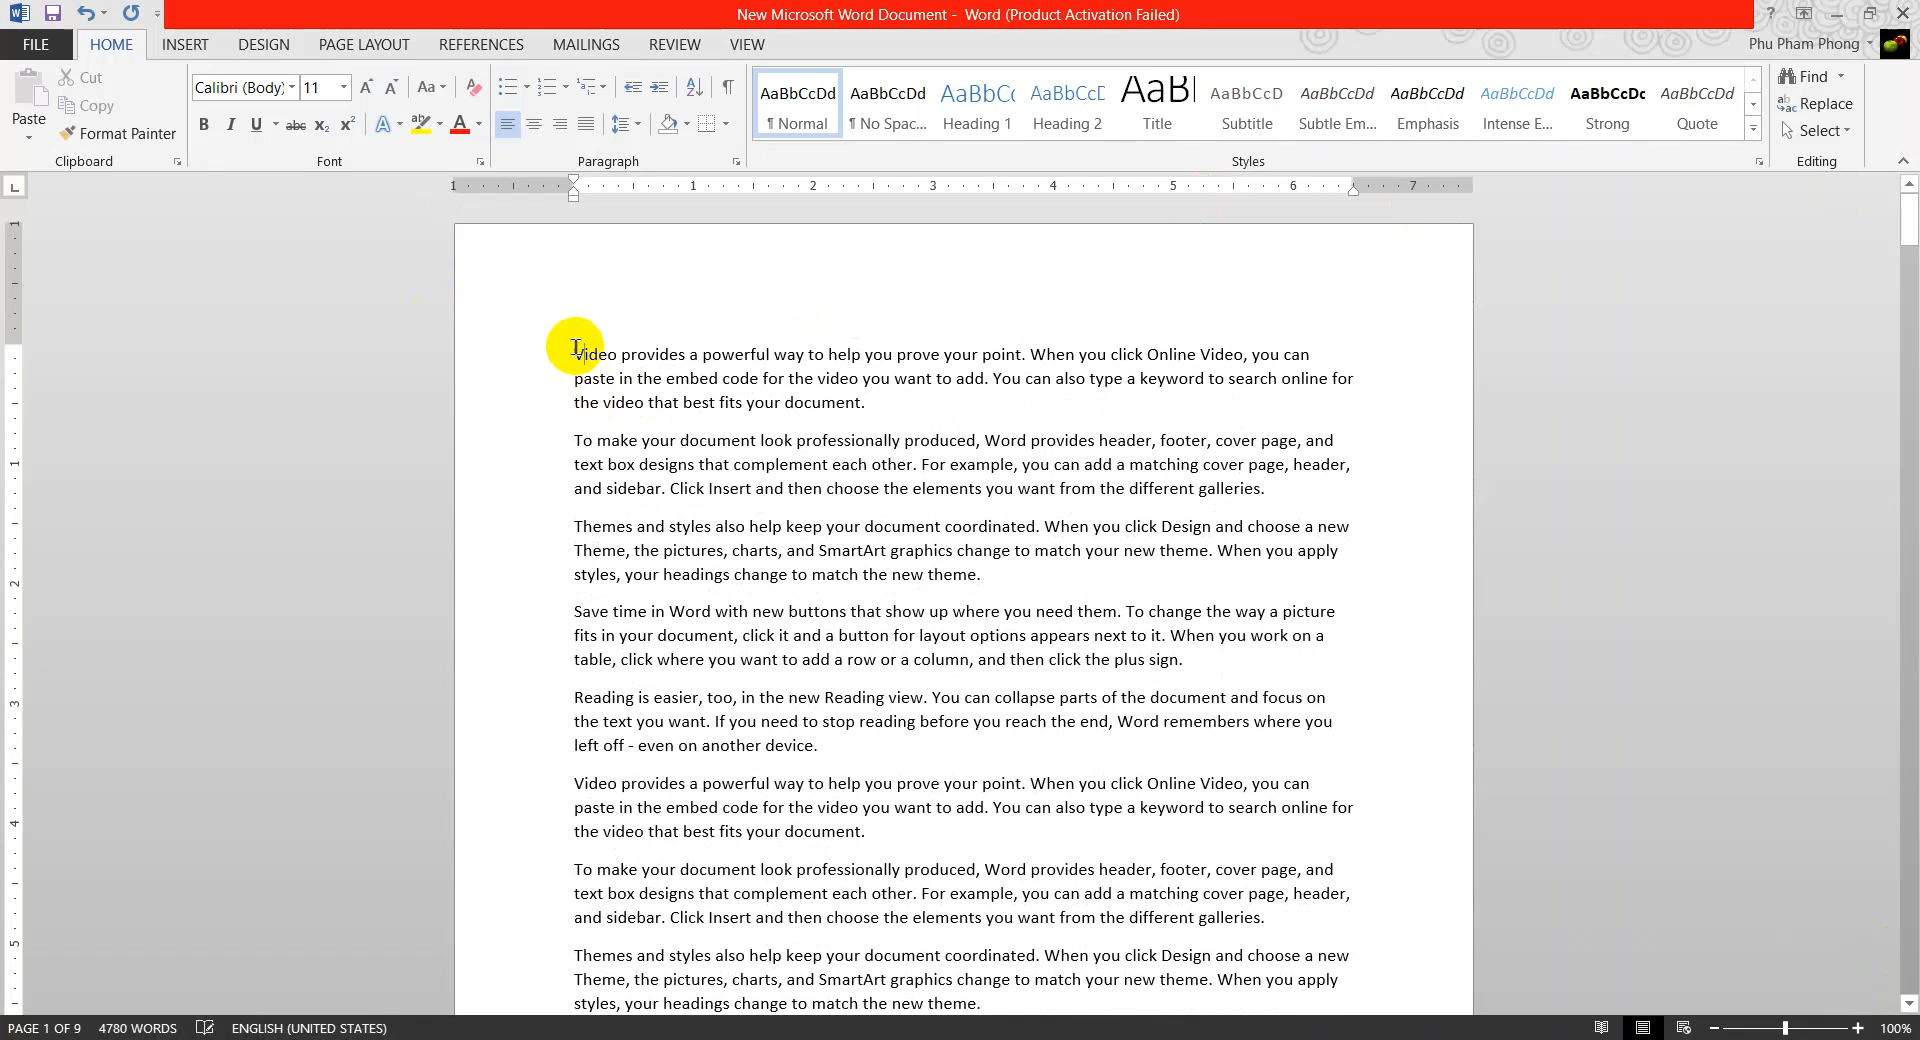 New Microsoft Word Document - Word (Product Activation Failed)
?
FILE HOME INSERT DESIGN PAGE LAYOUT REFERENCES MAILINGS REVIEW VIEW Phu Pham Phong
Paste
Cut
Copy
Format Painter
Clipboard
Calibri (Body) 11 Aa
B I U abc X₂ X² A A
Font
Paragraph
AaBbCcDd AaBbCcDd AaBbC( AaBbCcD AaB AaBbCcD AaBbCcDd AaBbCcDd AaBbCcDd AaBbCcDc AaBbCcDd
¶ Normal ¶ No Spac... Heading 1 Heading 2 Title Subtitle Subtle Em... Emphasis Intense E... Strong Quote
Styles
Find
Replace
Select
Editing
L
1 1 2 3 4 5 6 7
1
1
2
3
4
5
Video provides a powerful way to help you prove your point. When you click Online Video, you can
paste in the embed code for the video you want to add. You can also type a keyword to search online for
the video that best fits your document.
To make your document look professionally produced, Word provides header, footer, cover page, and
text box designs that complement each other. For example, you can add a matching cover page, header,
and sidebar. Click Insert and then choose the elements you want from the different galleries.
Themes and styles also help keep your document coordinated. When you click Design and choose a new
Theme, the pictures, charts, and SmartArt graphics change to match your new theme. When you apply
styles, your headings change to match the new theme.
Save time in Word with new buttons that show up where you need them. To change the way a picture
fits in your document, click it and a button for layout options appears next to it. When you work on a
table, click where you want to add a row or a column, and then click the plus sign.
Reading is easier, too, in the new Reading view. You can collapse parts of the document and focus on
the text you want. If you need to stop reading before you reach the end, Word remembers where you
left off - even on another device.
Video provides a powerful way to help you prove your point. When you click Online Video, you can
paste in the embed code for the video you want to add. You can also type a keyword to search online for
the video that best fits your document.
To make your document look professionally produced, Word provides header, footer, cover page, and
text box designs that complement each other. For example, you can add a matching cover page, header,
and sidebar. Click Insert and then choose the elements you want from the different galleries.
Themes and styles also help keep your document coordinated. When you click Design and choose a new
Theme, the pictures, charts, and SmartArt graphics change to match your new theme. When you apply
styles, your headings change to match the new theme.
PAGE 1 OF 9 4780 WORDS ENGLISH (UNITED STATES) 100%